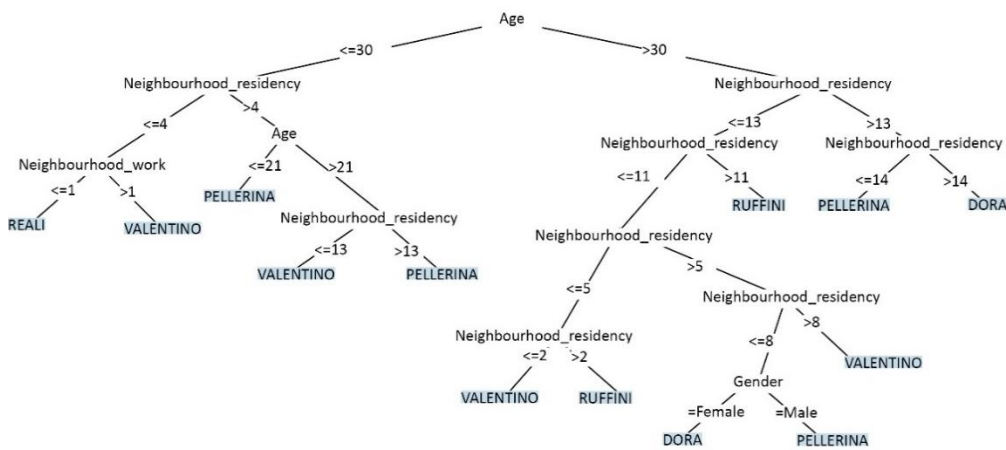 Age
<=30 >30
Neighbourhood_residency Neighbourhood_residency
<=4 >4 <=13 >13
Age Neighbourhood_residency Neighbourhood_residency
Neighbourhood_work <=21 >21 <=11 >11 <=14 >14
<=1 >1 PELLERINA RUFFINI PELLERINA DORA
REALI VALENTINO Neighbourhood_residency Neighbourhood_residency
<=13 >13 >5
VALENTINO PELLERINA <=5 Neighbourhood_residency
Neighbourhood_residency <=8 >8
<=2 >2 VALENTINO
VALENTINO RUFFINI Gender
=Female =Male
DORA PELLERINA